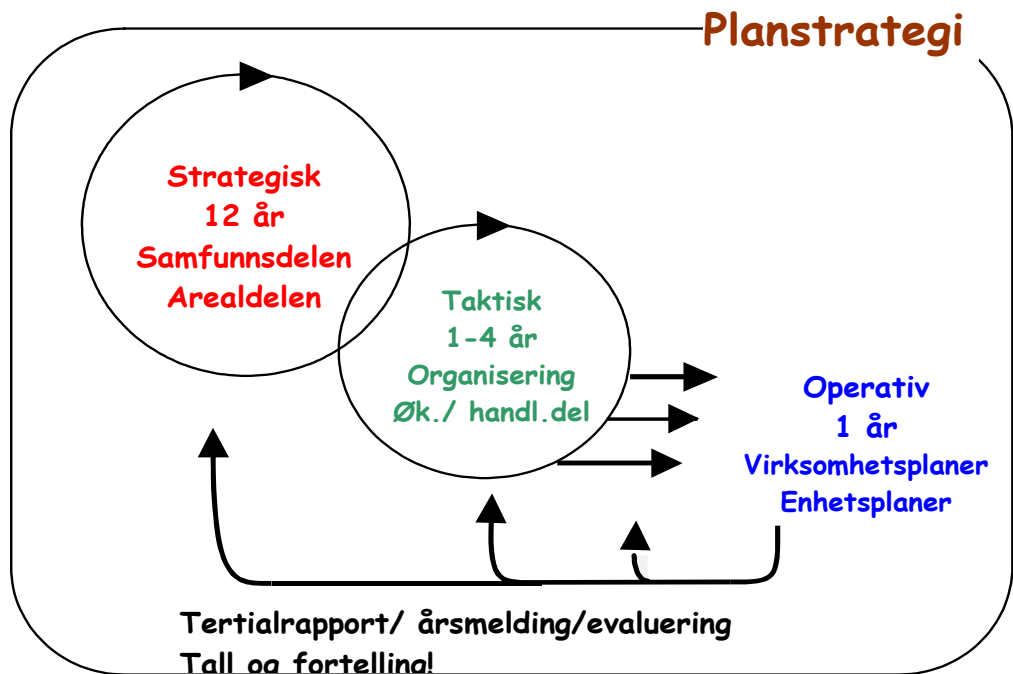 Planstrategi
Strategisk
12 år
Samfunnsdelen
Arealdelen
Taktisk
1-4 år
Organisering
Øk./ handl.del
Operativ
1 år
Virksomhetsplaner
Enhetsplaner
Tertialrapport/ årsmelding/evaluering
Tall og fortelling!